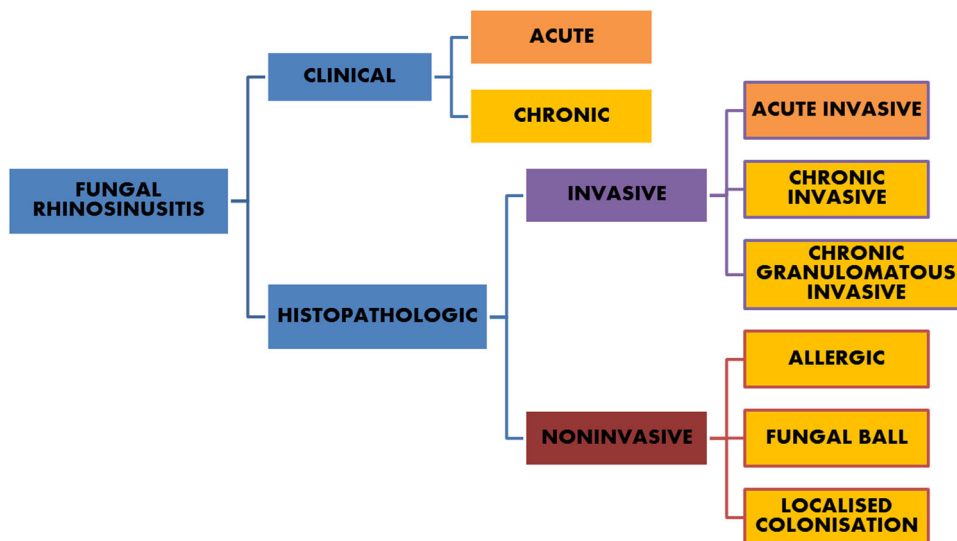 FUNGAL
RHINOSINUSITIS
CLINICAL
ACUTE
CHRONIC
HISTOPATHOLOGIC
INVASIVE
ACUTE INVASIVE
CHRONIC
INVASIVE
CHRONIC
GRANULOMATOUS
INVASIVE
NONINVASIVE
ALLERGIC
FUNGAL BALL
LOCALISED
COLONISATION